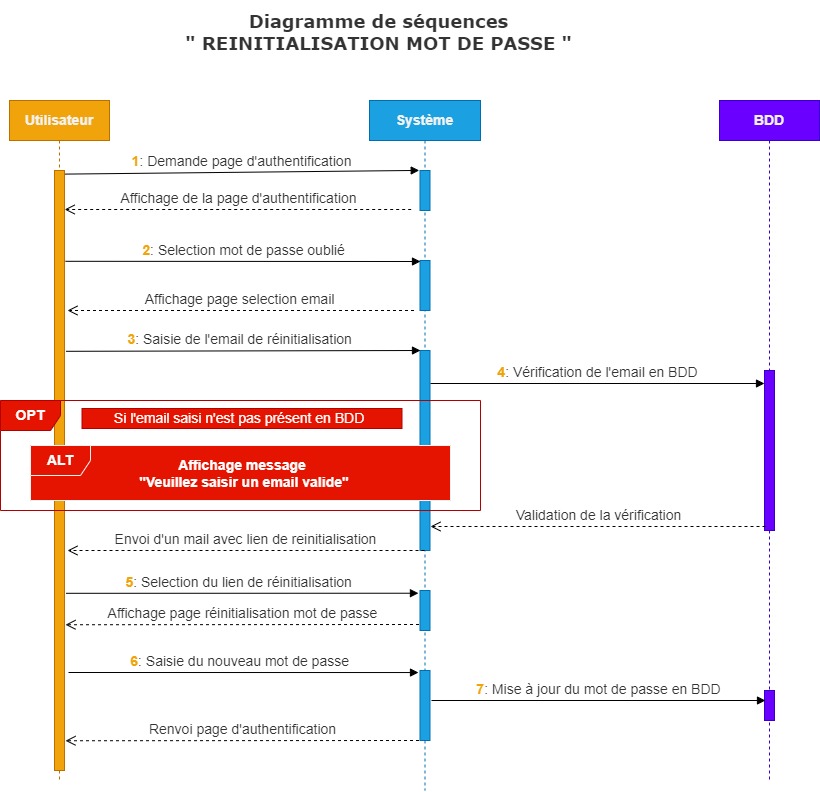 Diagramme de séquences
" REINITIALISATION MOT DE PASSE "
Utilisateur
Système
BDD
1: Demande page d'authentification
Affichage de la page d'authentification
2: Selection mot de passe oublié
Affichage page selection email
3: Saisie de l'email de réinitialisation
4: Vérification de l'email en BDD
OPT
Si l'email saisi n'est pas présent en BDD
ALT
Affichage message
"Veuillez saisir un email valide"
Validation de la vérification
Envoi d'un mail avec lien de reinitialisation
5: Selection du lien de réinitialisation
Affichage page réinitialisation mot de passe
6: Saisie du nouveau mot de passe
7: Mise à jour du mot de passe en BDD
Renvoi page d'authentification